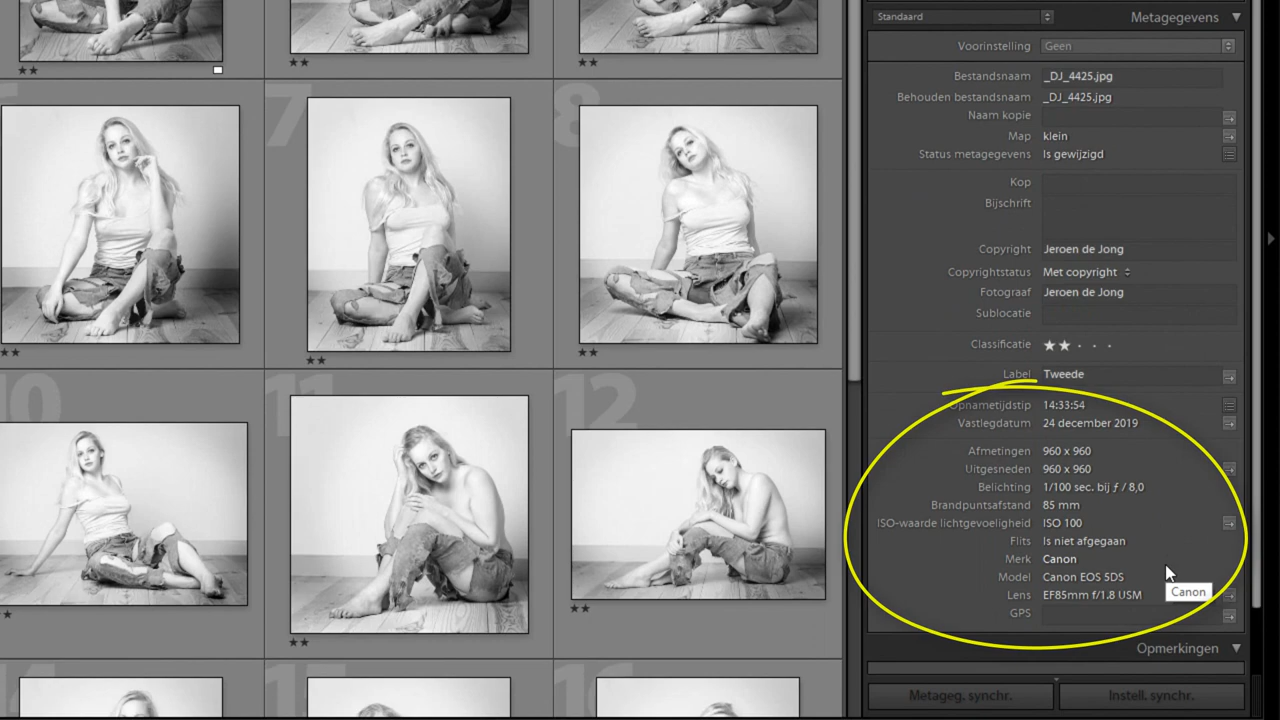 Standaard Metagegevens
Voorinstelling Geen
Bestandsnaam _DJ_4425.jpg
Behouden bestandsnaam _DJ_4425.jpg
Naam kopie
Map klein
Status metagegevens Is gewijzigd
Kop
Bijschrift
Copyright Jeroen de Jong
Copyrightstatus Met copyright
Fotograaf Jeroen de Jong
Sublocatie
Classificatie ★★
Label Tweede
Opnametijdstip 14:33:54
Vastlegdatum 24 december 2019
Afmetingen 960 x 960
Uitgesneden 960 x 960
Belichting 1/100 sec. bij ƒ / 8,0
Brandpuntsafstand 85 mm
ISO-waarde lichtgevoeligheid ISO 100
Flits Is niet afgegaan
Merk Canon
Model Canon EOS 5DS
Canon
Lens EF85mm f/1.8 USM
GPS
Opmerkingen
Metageg. synchr. Instell. synchr.
7
8
10
11
12
14
15
16